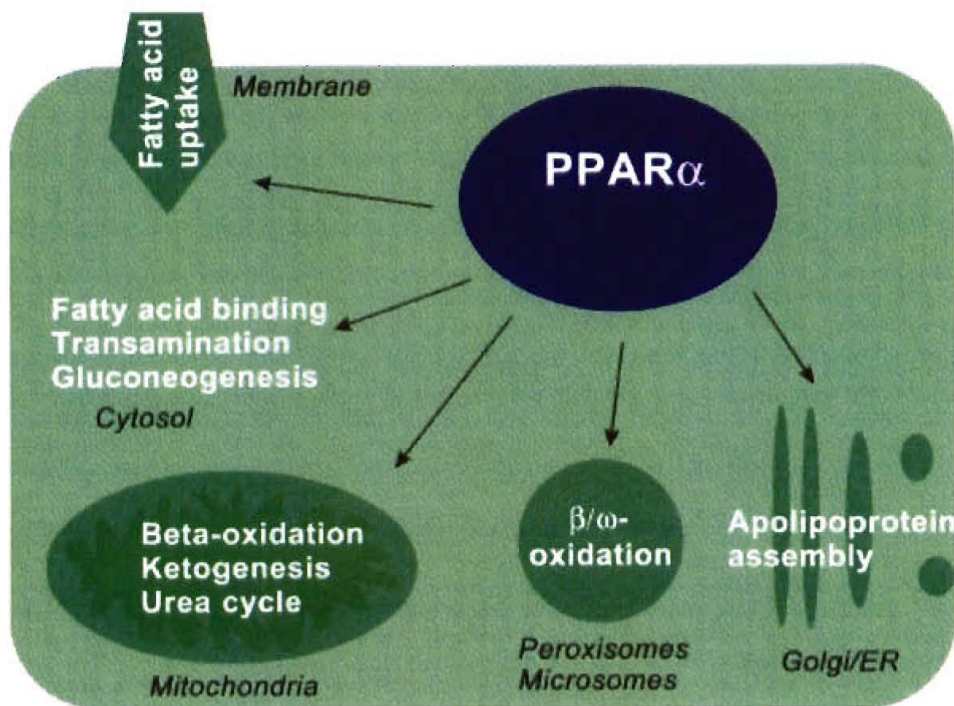 Fatty acid
uptake
Membrane
PPARα
Fatty acid binding
Transamination
Gluconeogenesis
Cytosol
Beta-oxidation
Ketogenesis
Urea cycle
Mitochondria
β/ω-
oxidation
Peroxisomes
Microsomes
Apolipoprotein
assembly
Golgi/ER